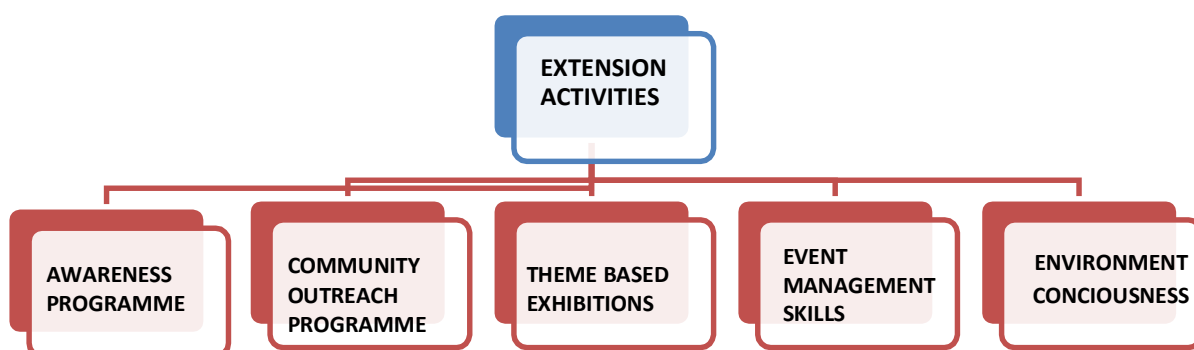 EXTENSION
ACTIVITIES
AWARENESS
PROGRAMME
COMMUNITY
OUTREACH
PROGRAMME
THEME BASED
EXHIBITIONS
EVENT
MANAGEMENT
SKILLS
ENVIRONMENT
CONCIOUSNESS